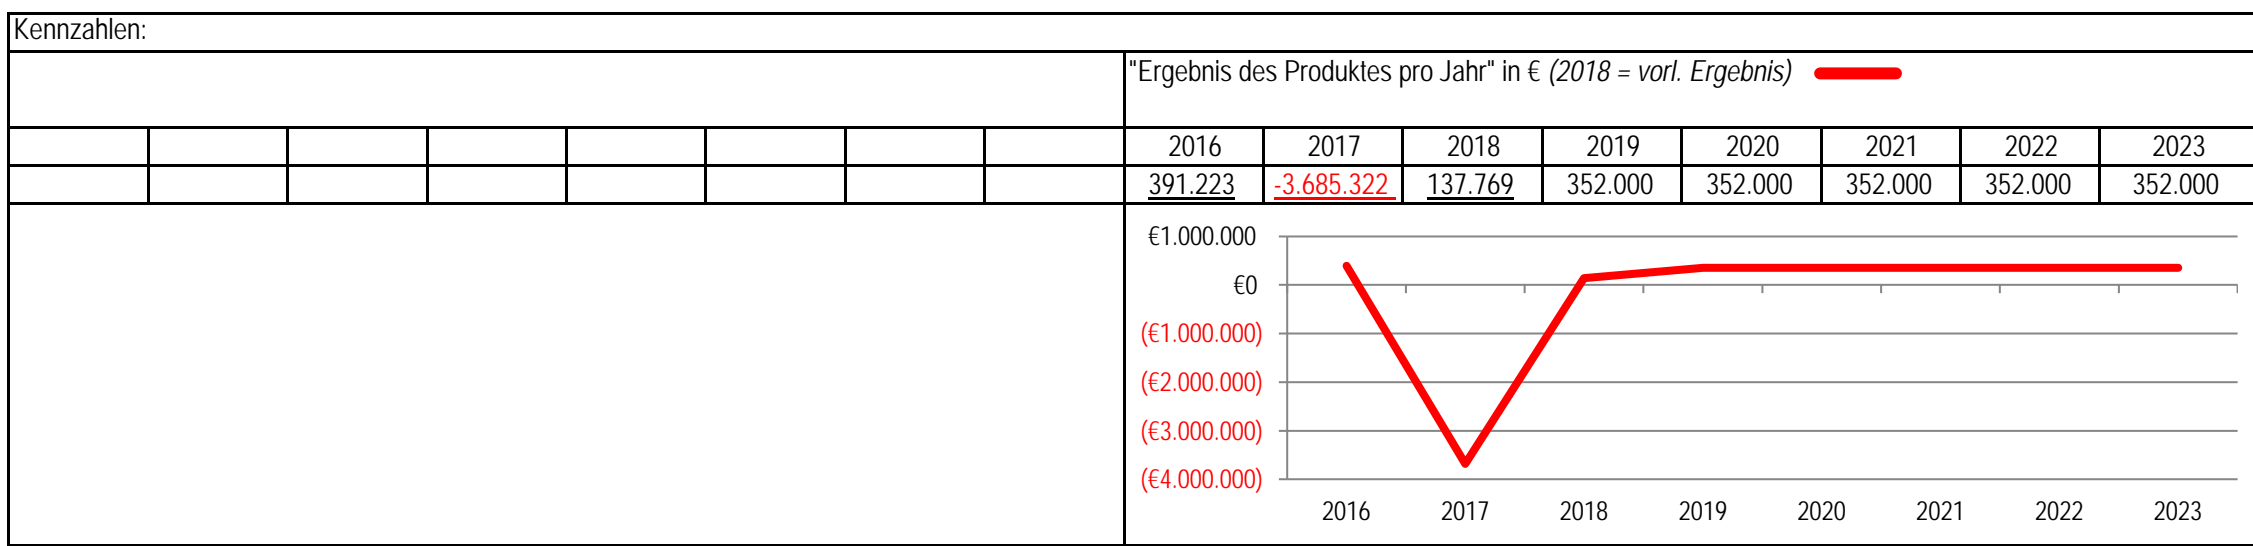 Kennzahlen:
"Ergebnis des Produktes pro Jahr" in € (2018 = vorl. Ergebnis)
2016 2017 2018 2019 2020 2021 2022 2023
391.223 -3.685.322 137.769 352.000 352.000 352.000 352.000 352.000
€1.000.000
€0
(€1.000.000)
(€2.000.000)
(€3.000.000)
(€4.000.000)
2016 2017 2018 2019 2020 2021 2022 2023